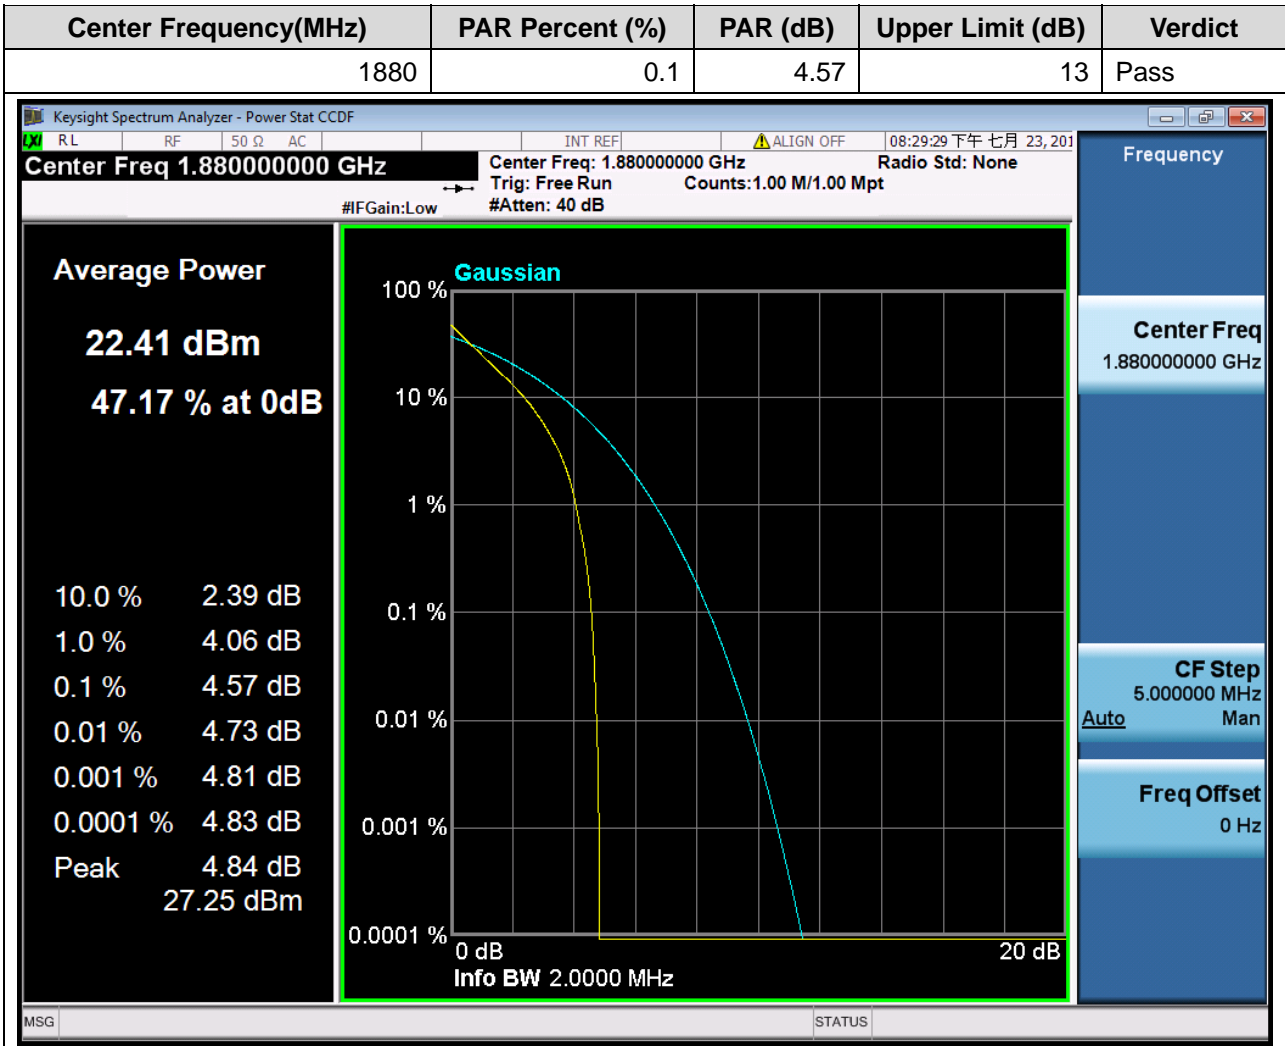 Center Frequency(MHz) PAR Percent (%) PAR (dB) Upper Limit (dB) Verdict
1880 0.1 4.57 13 Pass
Keysight Spectrum Analyzer - Power Stat CCDF
LXI RL RF 50 Ω AC INT REF ALIGN OFF 08:29:29 下午 七月 23, 201
Center Freq 1.880000000 GHz
Center Freq: 1.880000000 GHz Radio Std: None
Trig: Free Run Counts:1.00 M/1.00 Mpt
#IFGain:Low #Atten: 40 dB
Frequency
Average Power
22.41 dBm
47.17 % at 0dB
10.0 % 2.39 dB
1.0 % 4.06 dB
0.1 % 4.57 dB
0.01 % 4.73 dB
0.001 % 4.81 dB
0.0001 % 4.83 dB
Peak 4.84 dB
27.25 dBm
Gaussian
100 %
10 %
1 %
0.1 %
0.01 %
0.001 %
0.0001 %
0 dB 20 dB
Info BW 2.0000 MHz
Center Freq
1.880000000 GHz
CF Step
5.000000 MHz
Auto Man
Freq Offset
0 Hz
MSG STATUS